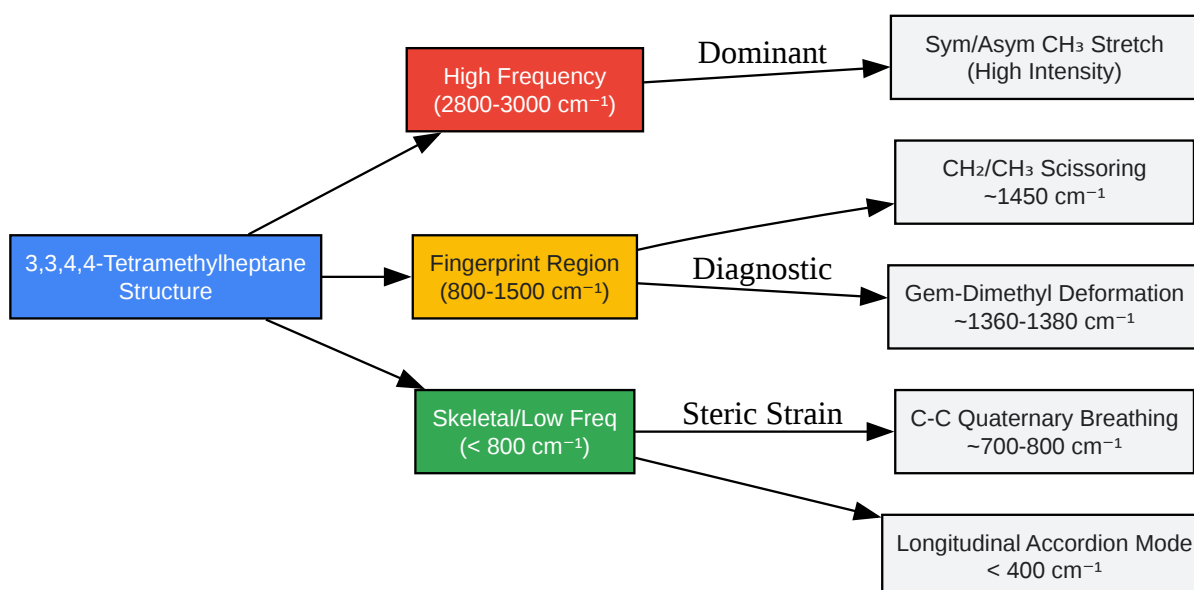 3,3,4,4-Tetramethylheptane
Structure
High Frequency
(2800-3000 cm⁻¹)
Dominant
Sym/Asym CH₃ Stretch
(High Intensity)
Fingerprint Region
(800-1500 cm⁻¹)
CH₂/CH₃ Scissoring
~1450 cm⁻¹
Diagnostic
Gem-Dimethyl Deformation
~1360-1380 cm⁻¹
Skeletal/Low Freq
(< 800 cm⁻¹)
Steric Strain
C-C Quaternary Breathing
~700-800 cm⁻¹
Longitudinal Accordion Mode
< 400 cm⁻¹